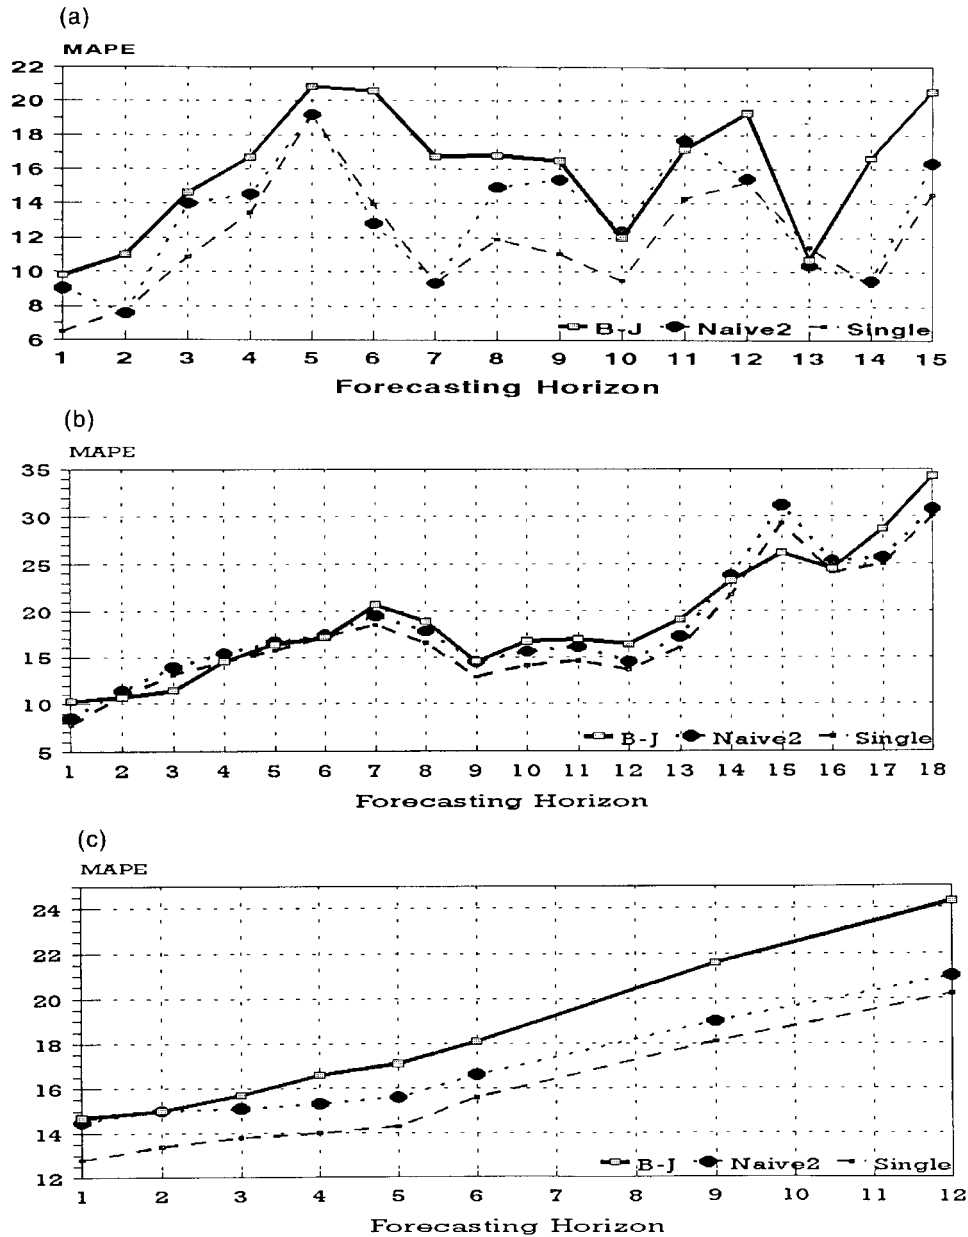 (a)
MAPE
22
20
18
16
14
12
10
8
6
B-J Naive2 Single
1 2 3 4 5 6 7 8 9 10 11 12 13 14 15
Forecasting Horizon
(b)
MAPE
35
30
25
20
15
10
5
B-J Naive2 Single
1 2 3 4 5 6 7 8 9 10 11 12 13 14 15 16 17 18
Forecasting Horizon
(c)
MAPE
24
22
20
18
16
14
12
B-J Naive2 Single
1 2 3 4 5 6 7 8 9 10 11 12
Forecasting Horizon